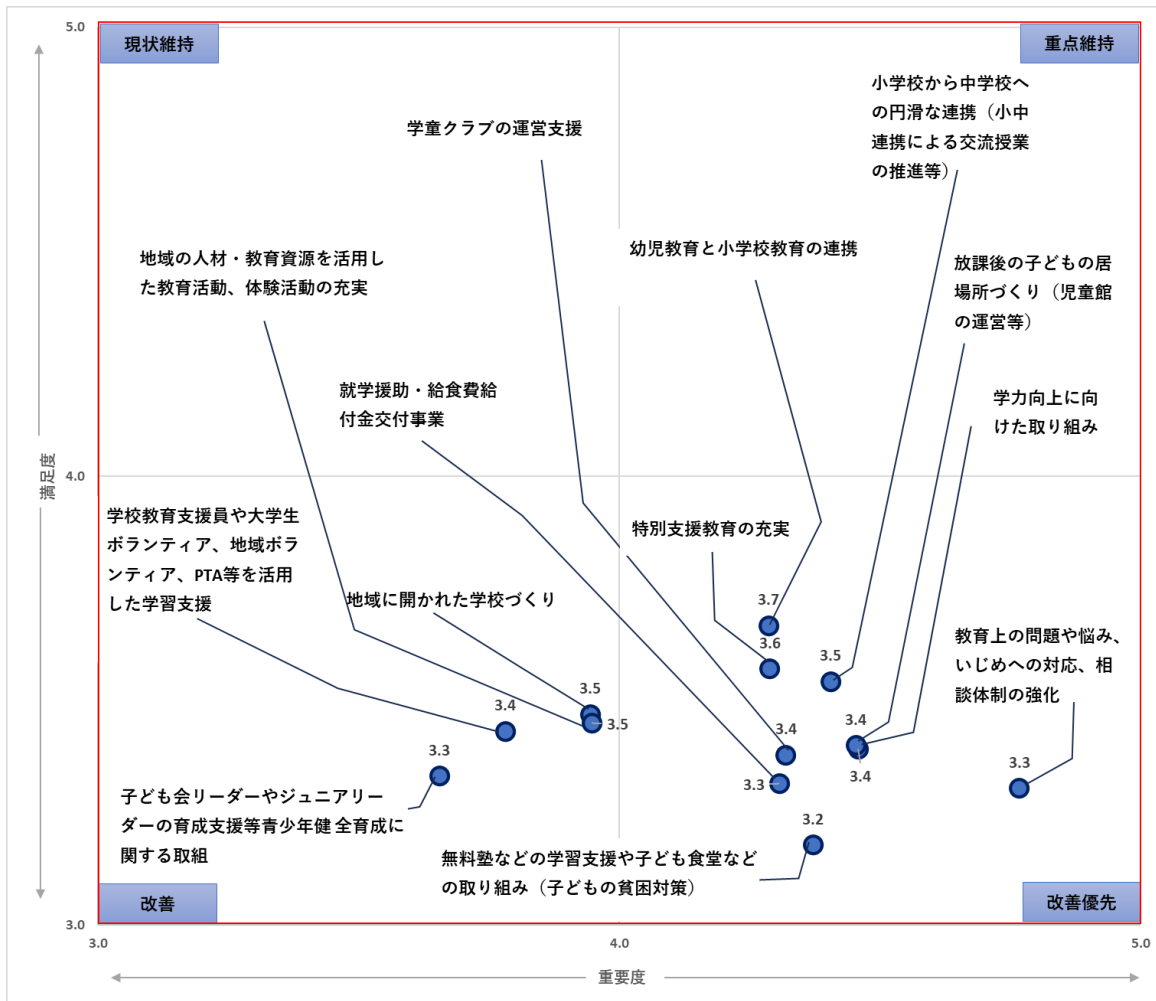 5.0
現状維持
重点維持
小学校から中学校へ
の円滑な連携（小中
連携による交流授業
の推進等）
学童クラブの運営支援
幼児教育と小学校教育の連携
地域の人材・教育資源を活用し
た教育活動、体験活動の充実
放課後の子どもの居
場所づくり（児童館
の運営等）
就学援助・給食費給
付金交付事業
学力向上に向
けた取り組み
満足度
4.0
学校教育支援員や大学生
ボランティア、地域ボラ
ンティア、PTA等を活用
した学習支援
特別支援教育の充実
地域に開かれた学校づくり
3.7
3.6
3.5
教育上の問題や悩み、
いじめへの対応、相
談体制の強化
3.5
3.4
3.5
3.4
3.4
3.4
3.3
3.3
3.3
子ども会リーダーやジュニアリー
ダーの育成支援等青少年健全育成に
関する取組
3.2
無料塾などの学習支援や子ども食堂など
の取り組み（子どもの貧困対策）
改善
改善優先
3.0
3.0
4.0
5.0
重要度